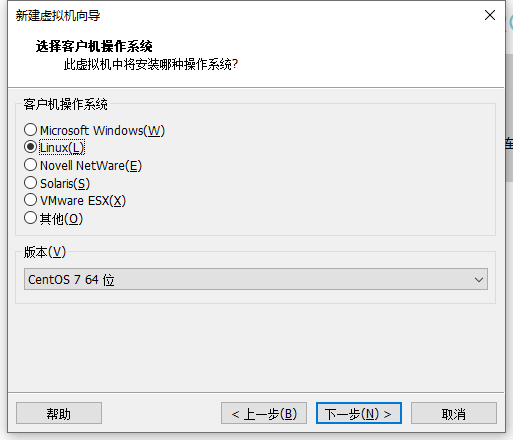 新建虚拟机向导
选择客户机操作系统
此虚拟机中将安装哪种操作系统?
客户机操作系统
Microsoft Windows(W)
Linux(L)
Novell NetWare(E)
Solaris(S)
VMware ESX(X)
其他(O)
版本(V)
CentOS 7 64 位
帮助
< 上一步(B)
下一步(N) >
取消